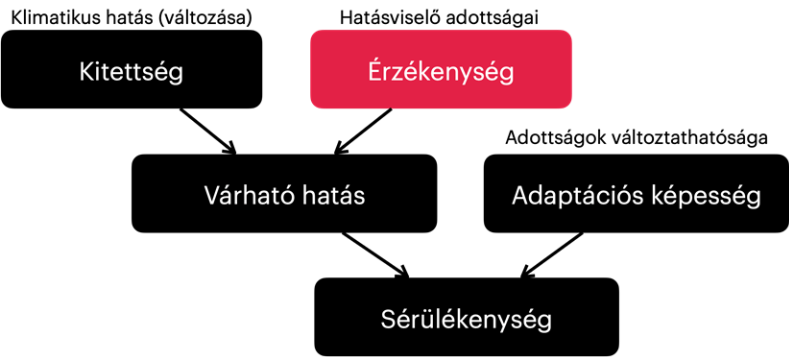 Klimatikus hatás (változása)
Hatásviselő adottságai
Kitettség
Érzékenység
Adottságok változtathatósága
Várható hatás
Adaptációs képesség
Sérülékenység